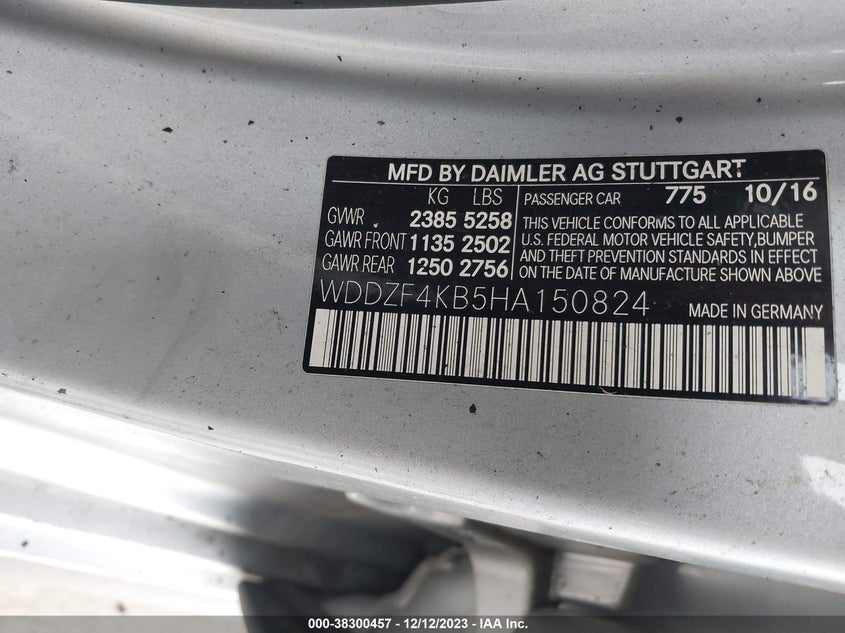 MFD BY DAIMLER AG STUTTGART
KG LBS PASSENGER CAR 775 10/16
GVWR 2385 5258
GAWR FRONT 1135 2502
GAWR REAR 1250 2756
THIS VEHICLE CONFORMS TO ALL APPLICABLE
U.S. FEDERAL MOTOR VEHICLE SAFETY,BUMPER
AND THEFT PREVENTION STANDARDS IN EFFECT
ON THE DATE OF MANUFACTURE SHOWN ABOVE
WDDZF4KB5HA150824 MADE IN GERMANY
000-38300457 - 12/12/2023 - IAA Inc.